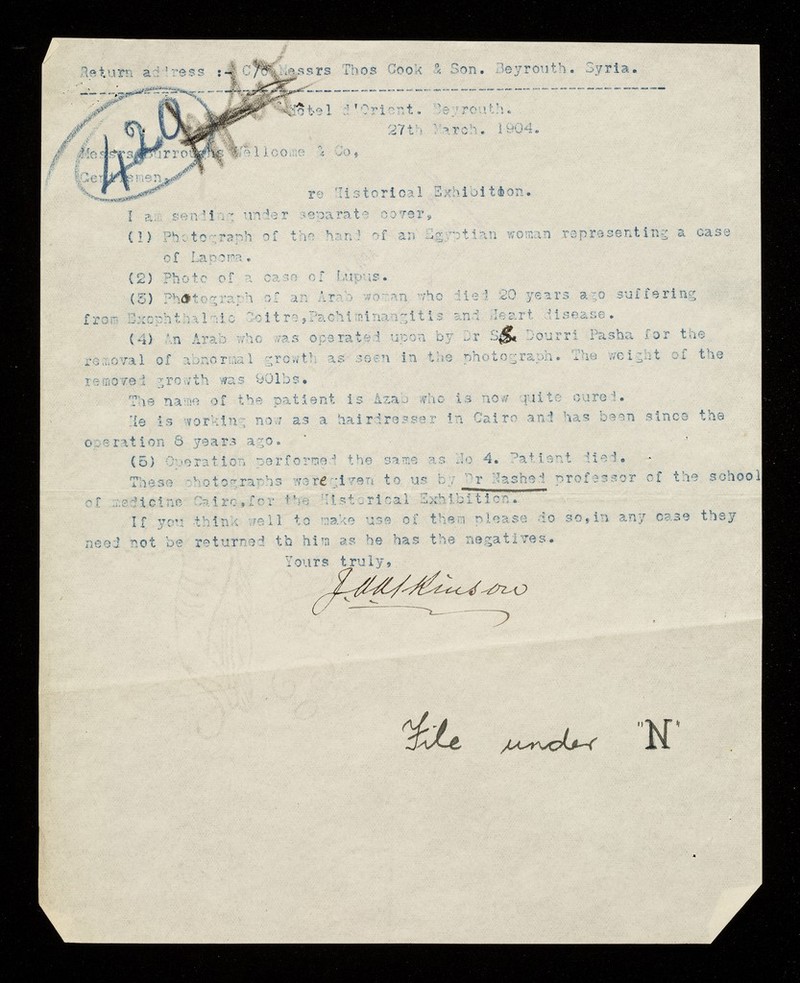 Return address :- C/o Messrs Thos Cook & Son. Beyrouth. Syria.
Hôtel d'Orient. Beyrouth.
27th March. 1904.
420
Messrs Burroughs Wellcome & Co,
Gentlemen,
re Historical Exhibition.
I am sending under separate cover,
(1) Photograph of the hand of an Egyptian woman representing a case
of Lapoma.
(2) Photo of a case of Lupus.
(3) Photograph of an Arab woman who died 20 years ago suffering
from Exophthalmic Goitre,Pachiminangitis and Heart disease.
(4) An Arab who was operated upon by Dr S. Dourri Pasha for the
removal of abnormal growth as seen in the photograph. The weight of the
removed growth was 90lbs.
The name of the patient is Azab who is now quite cured.
He is working now as a hairdresser in Cairo and has been since the
operation 8 years ago.
(5) Operation performed the same as No 4. Patient died.
These photographs were given to us by Dr Nashed professor of the school
of medicine Cairo,for the Historical Exhibition.
If you think well to make use of them please do so,in any case they
need not be returned th him as he has the negatives.
Yours truly,
File under "N"